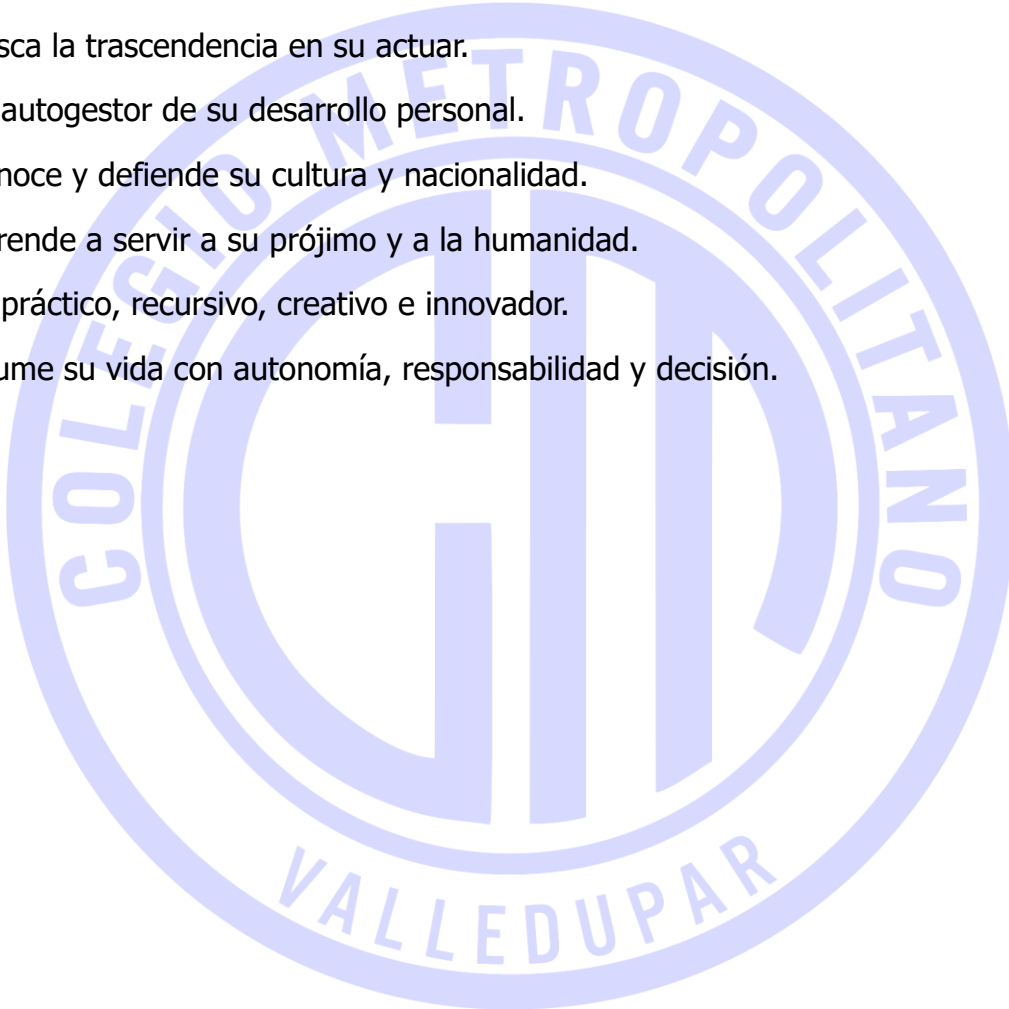 sca la trascendencia en su actuar.
autogestor de su desarrollo personal.
noce y defiende su cultura y nacionalidad.
rende a servir a su prójimo y a la humanidad.
práctico, recursivo, creativo e innovador.
ume su vida con autonomía, responsabilidad y decisión.
COLEGIO METROPOLITANO
VALLEDUPAR